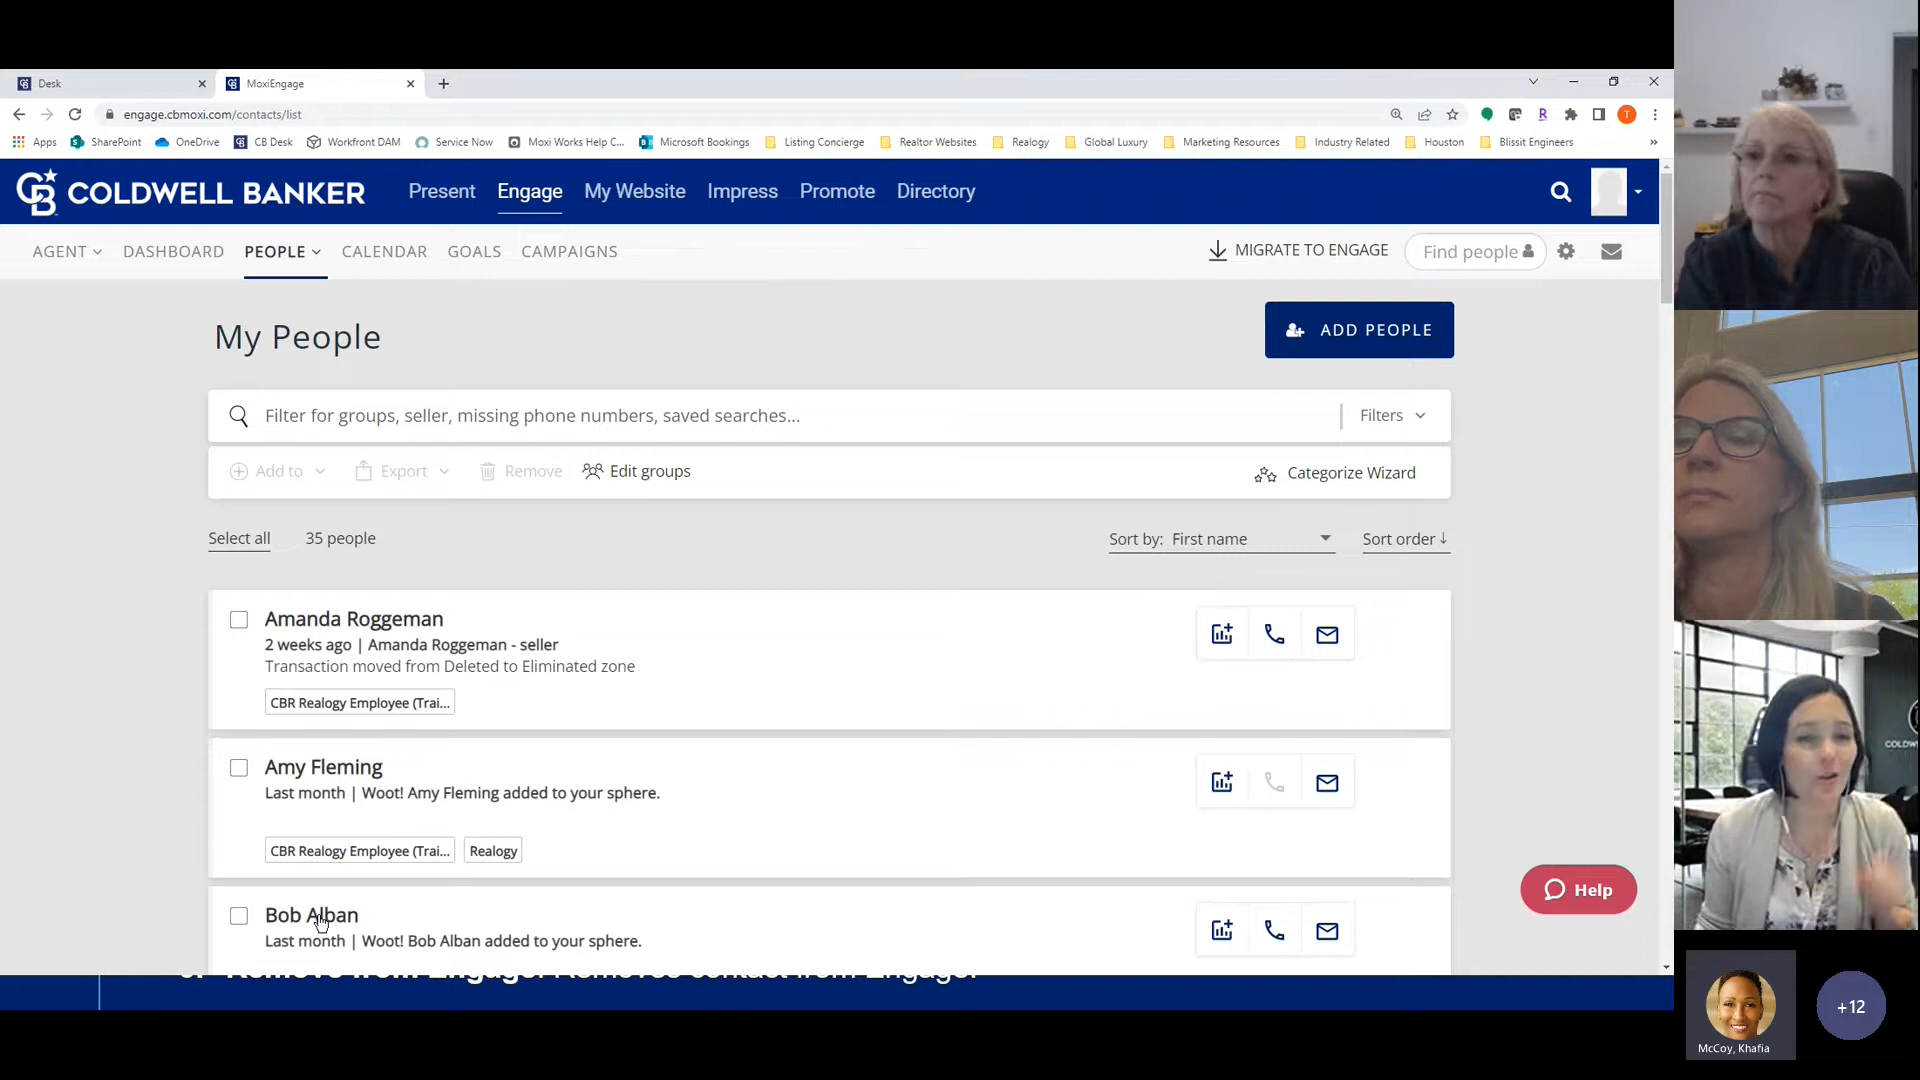 Desk
MoxiEngage
engage.cbmoxi.com/contacts/list
T
Apps SharePoint OneDrive CB Desk Workfront DAM Service Now Moxi Works Help C... Microsoft Bookings Listing Concierge Realtor Websites Realogy Global Luxury Marketing Resources Industry Related Houston Blissit Engineers »
COLDWELL BANKER Present Engage My Website Impress Promote Directory
AGENT DASHBOARD PEOPLE CALENDAR GOALS CAMPAIGNS MIGRATE TO ENGAGE Find people
My People
ADD PEOPLE
Filter for groups, seller, missing phone numbers, saved searches... Filters
Add to Export Remove Edit groups Categorize Wizard
Select all 35 people Sort by: First name Sort order
Amanda Roggeman
2 weeks ago | Amanda Roggeman - seller
Transaction moved from Deleted to Eliminated zone
CBR Realogy Employee (Trai...
Amy Fleming
Last month | Woot! Amy Fleming added to your sphere.
CBR Realogy Employee (Trai... Realogy
Bob Alban
Last month | Woot! Bob Alban added to your sphere.
Help
Remove from Engage: Removes contact from Engage.
McCoy, Khafia
+12